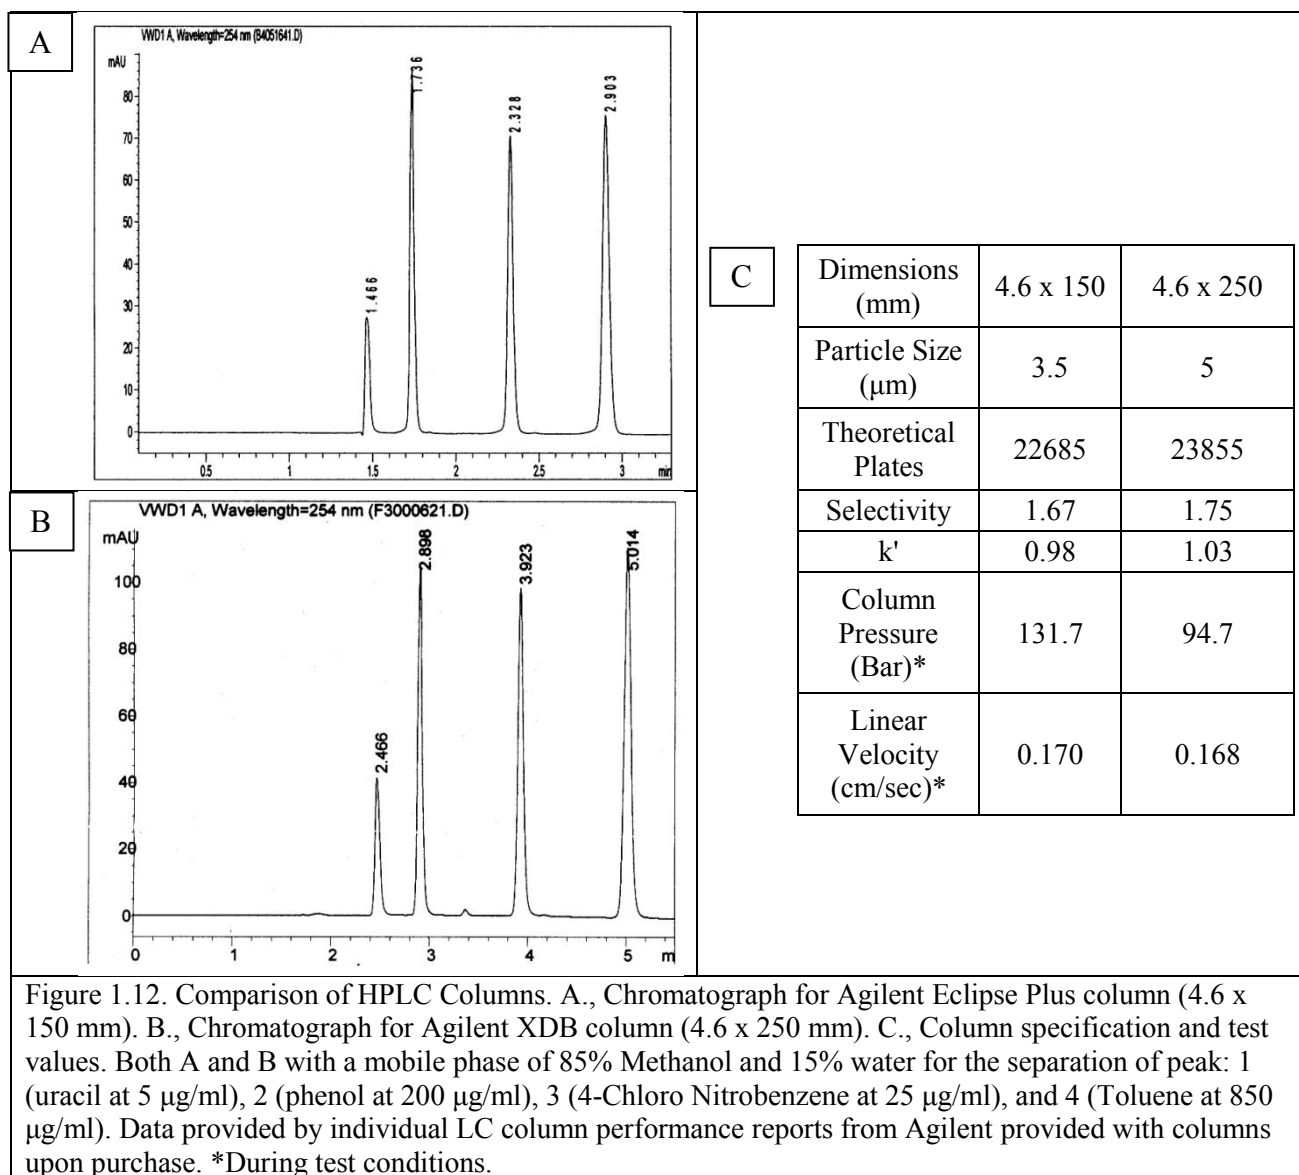 A
VWD1 A, Wavelength=254 nm (B4051641.D)
mAU
80
70
60
50
40
30
20
10
0
1.466
1.736
2.328
2.903
0.5
1
1.5
2
2.5
3
min
B
VWD1 A, Wavelength=254 nm (F3000621.D)
mAU
100
80
60
40
20
0
2.466
2.898
3.923
5.014
0
1
2
3
4
5
m
C
Dimensions
(mm)
4.6 x 150
4.6 x 250
Particle Size
(μm)
3.5
5
Theoretical
Plates
22685
23855
Selectivity
1.67
1.75
k'
0.98
1.03
Column
Pressure
(Bar)*
131.7
94.7
Linear
Velocity
(cm/sec)*
0.170
0.168
Figure 1.12. Comparison of HPLC Columns. A., Chromatograph for Agilent Eclipse Plus column (4.6 x
150 mm). B., Chromatograph for Agilent XDB column (4.6 x 250 mm). C., Column specification and test
values. Both A and B with a mobile phase of 85% Methanol and 15% water for the separation of peak: 1
(uracil at 5 μg/ml), 2 (phenol at 200 μg/ml), 3 (4-Chloro Nitrobenzene at 25 μg/ml), and 4 (Toluene at 850
μg/ml). Data provided by individual LC column performance reports from Agilent provided with columns
upon purchase. *During test conditions.